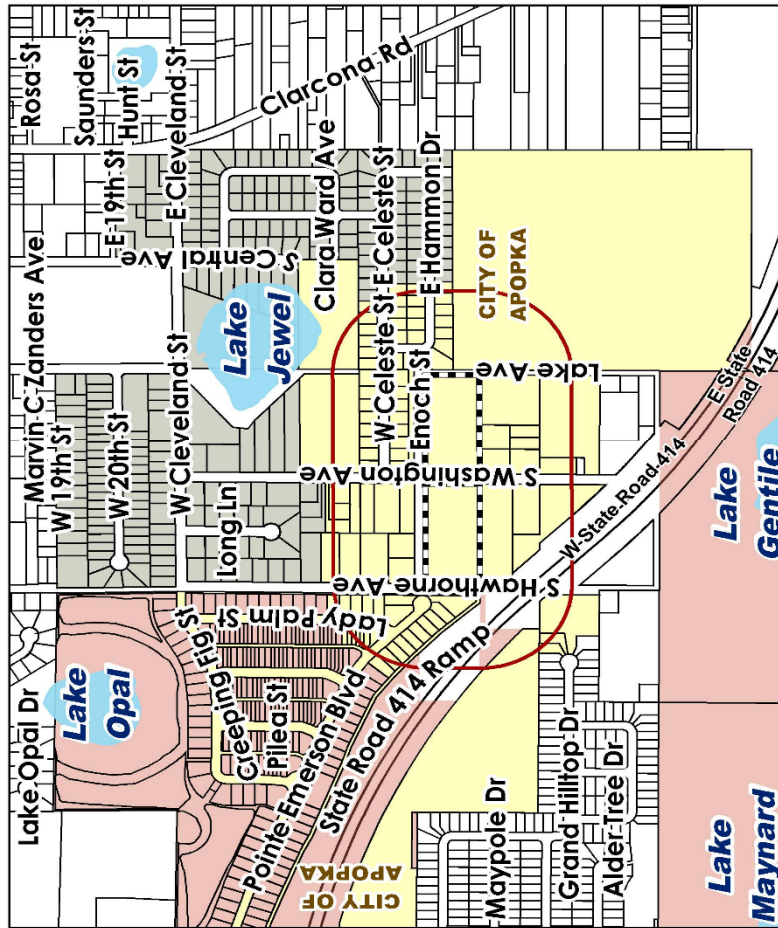 Rosa St
Saunders St
Hunt St
E 19th St
E Cleveland St
Clarcona Rd
Marvin C Zanders Ave
W 19th St
W 20th St
W Cleveland St
S Central Ave
Lake
Jewel
Clara Ward Ave
W Celeste St
E Celeste St
Enoch St
E Hammon Dr
CITY OF
APOPKA
Lake Ave
E State
Road 414
Long Ln
S Washington Ave
W State Road 414
Lake
Gentile
Lake Opal Dr
Lake
Opal
Creeping Fig St
Pilea St
Lady Palm St
S Hawthorne Ave
Pointe Emerson Blvd
State Road 414 Ramp
CITY OF
APOPKA
Maypole Dr
Grand Hilltop Dr
Alder Tree Dr
Lake
Maynard